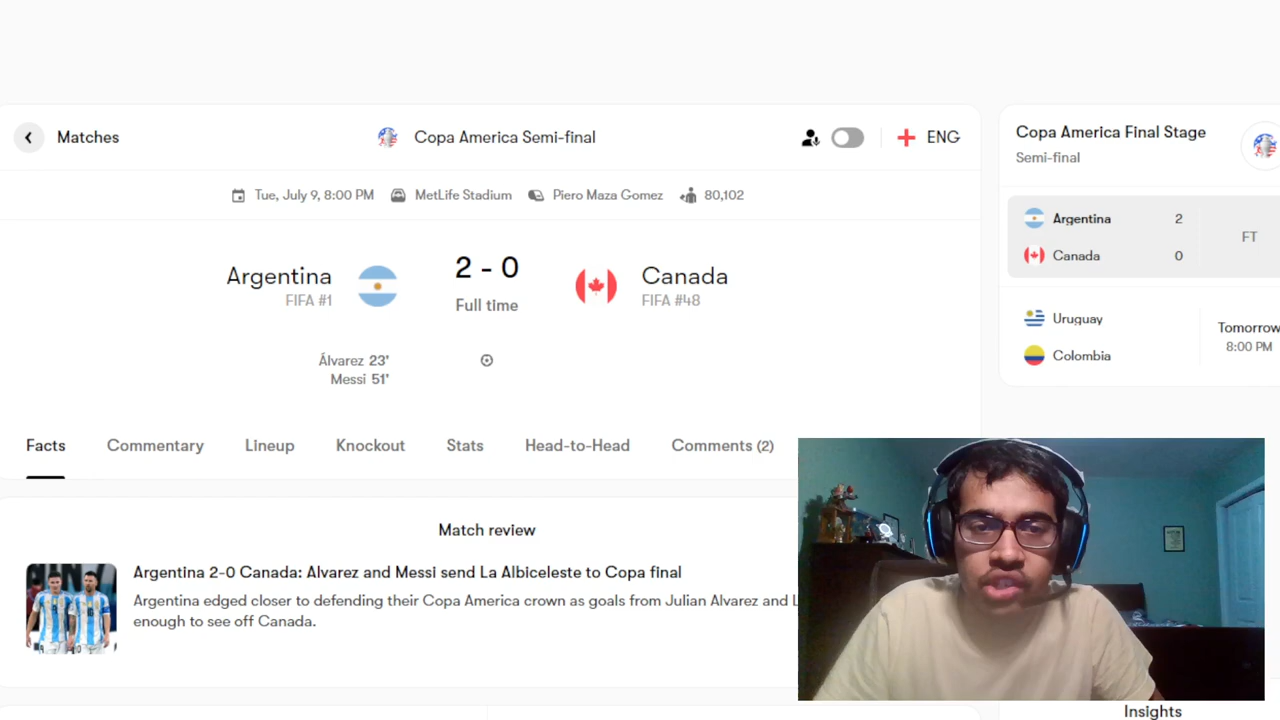 Matches
Copa America Semi-final
ENG
Tue, July 9, 8:00 PM
MetLife Stadium
Piero Maza Gomez
80,102
Argentina
FIFA #1
2 - 0
Full time
Canada
FIFA #48
Álvarez 23'
Messi 51'
Facts
Commentary
Lineup
Knockout
Stats
Head-to-Head
Comments (2)
Match review
Argentina 2-0 Canada: Alvarez and Messi send La Albiceleste to Copa final
Argentina edged closer to defending their Copa America crown as goals from Julian Alvarez and L
enough to see off Canada.
Copa America Final Stage
Semi-final
Argentina 2
FT
Canada 0
Uruguay
Tomorrow
8:00 PM
Colombia
Insights